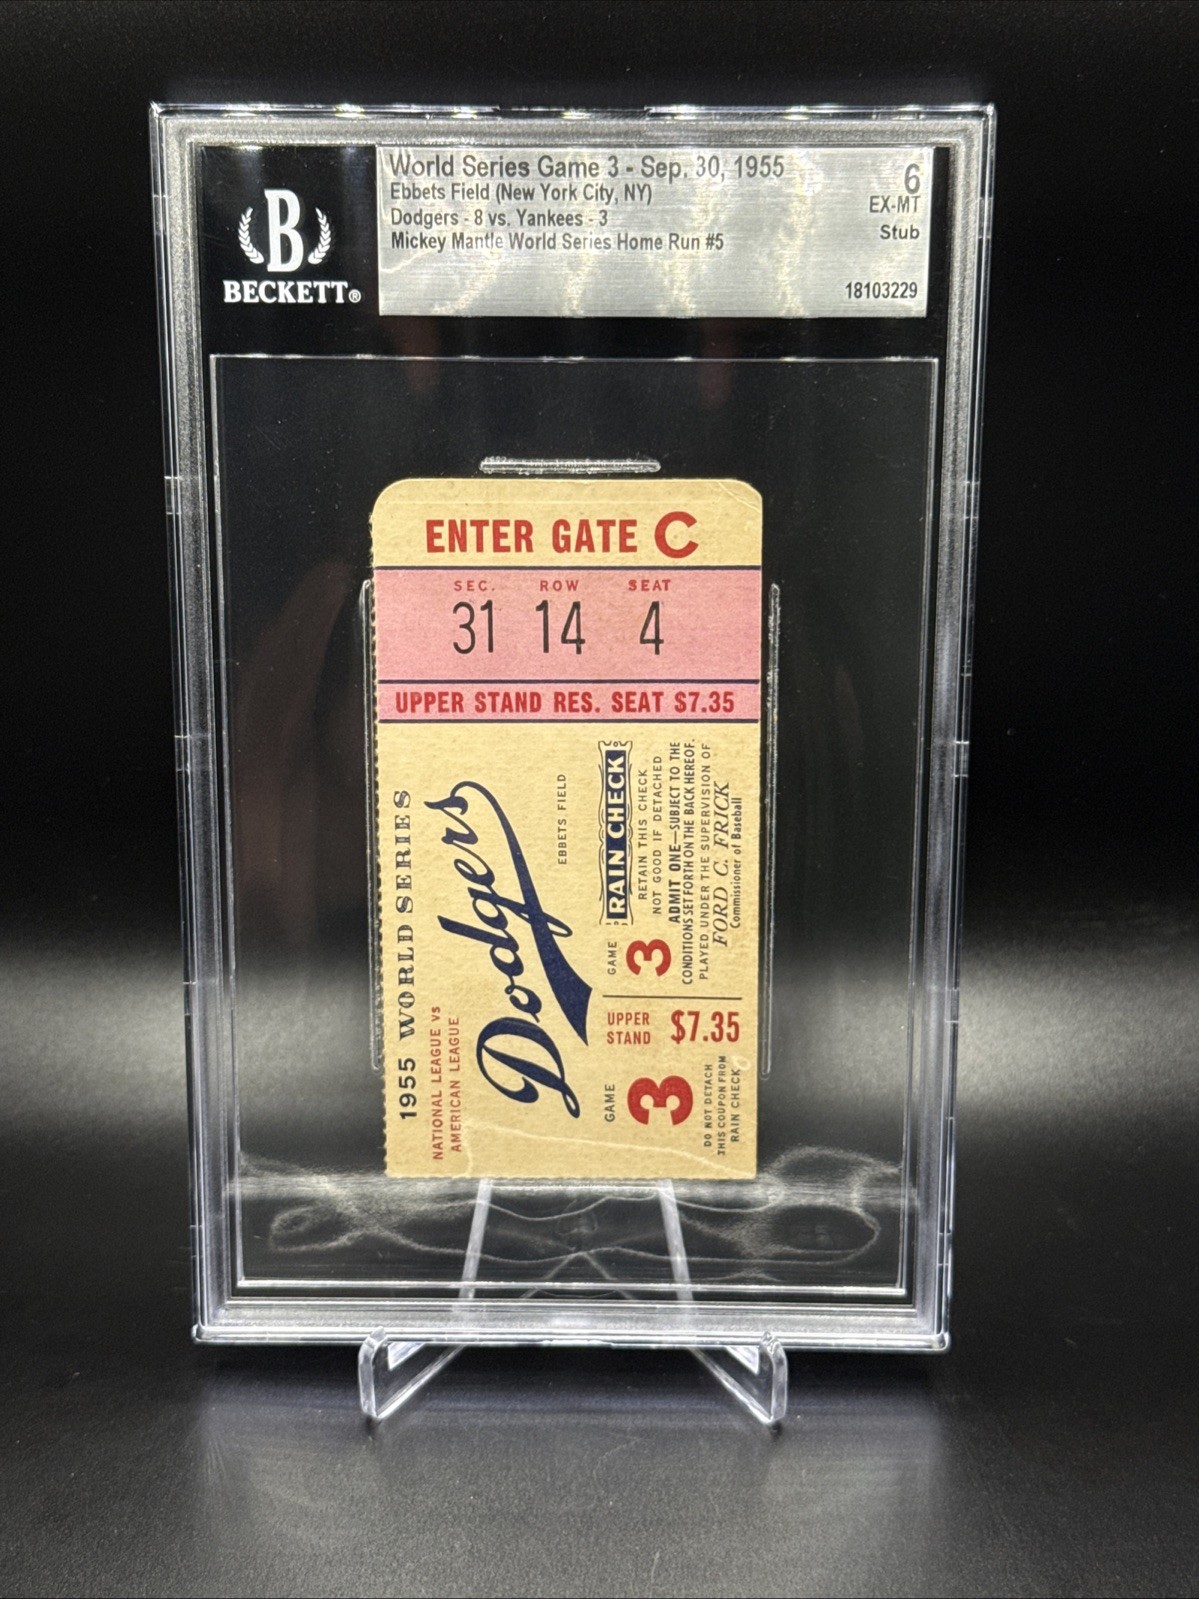 B
BECKETT®
World Series Game 3 - Sep. 30, 1955
Ebbets Field (New York City, NY)
Dodgers - 8 vs. Yankees - 3
Mickey Mantle World Series Home Run #5
6
EX-MT
Stub
18103229
ENTER GATE C
SEC. ROW SEAT
31 14 4
UPPER STAND RES. SEAT $7.35
1955 WORLD SERIES
NATIONAL LEAGUE VS
AMERICAN LEAGUE
Dodgers
EBBETS FIELD
GAME
3
UPPER
STAND
$7.35
DO NOT DETACH
THIS COUPON FROM
RAIN CHECK
GAME
3
RAIN CHECK
RETAIN THIS CHECK
NOT GOOD IF DETACHED
ADMIT ONE—SUBJECT TO THE
CONDITIONS SET FORTH ON THE BACK HEREOF.
PLAYED UNDER THE SUPERVISION OF
FORD C. FRICK
Commissioner of Baseball